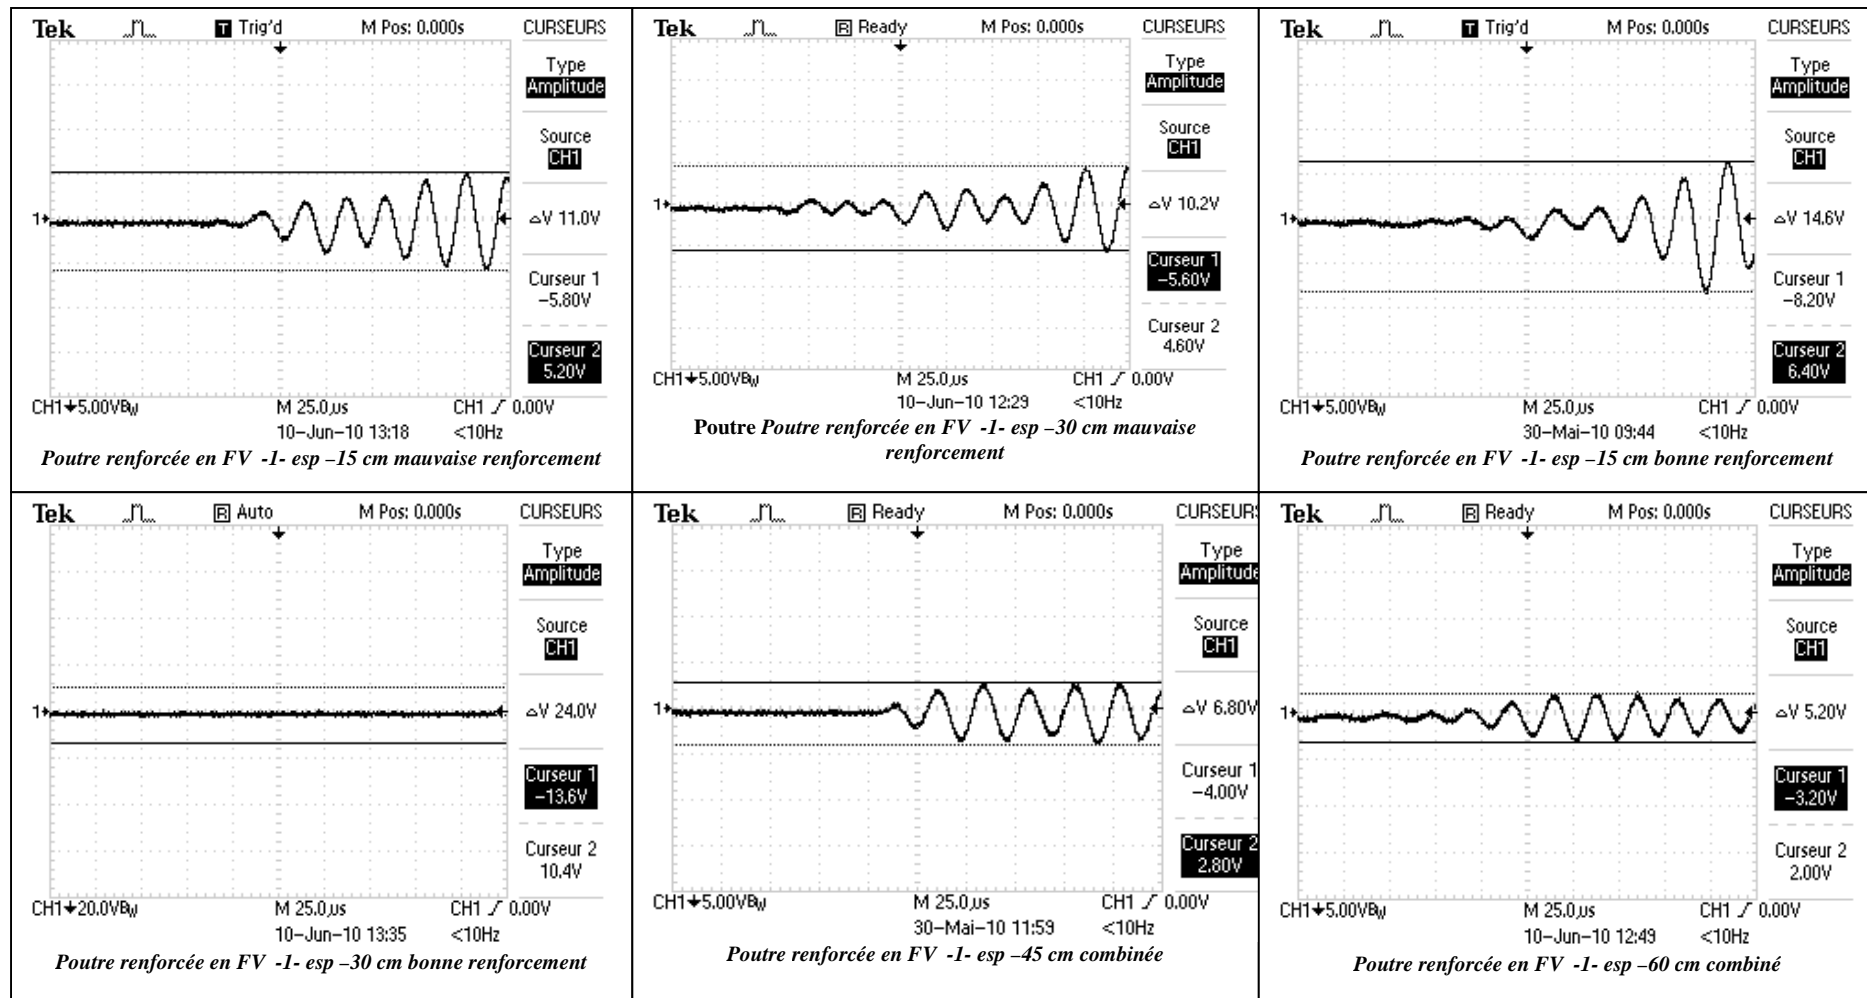 Tek Trig'd M Pos: 0.000s CURSEURS
Type
Amplitude
Source
CH1
1
△V 11.0V
Curseur 1
−5.80V
Curseur 2
5.20V
CH1 5.00VBW M 25.0µs CH1 0.00V
10−Jun−10 13:18 <10Hz
Poutre renforcée en FV -1- esp –15 cm mauvaise renforcement
Tek R Ready M Pos: 0.000s CURSEURS
Type
Amplitude
Source
CH1
1
△V 10.2V
Curseur 1
−5.60V
Curseur 2
4.60V
CH1 5.00VBW M 25.0µs CH1 0.00V
10−Jun−10 12:29 <10Hz
Poutre Poutre renforcée en FV -1- esp –30 cm mauvaise
renforcement
Tek T Trig'd M Pos: 0.000s CURSEURS
Type
Amplitude
Source
CH1
1
△V 14.6V
Curseur 1
−8.20V
Curseur 2
6.40V
CH1 5.00VBW M 25.0µs CH1 0.00V
30−Mai−10 09:44 <10Hz
Poutre renforcée en FV -1- esp –15 cm bonne renforcement
Tek R Auto M Pos: 0.000s CURSEURS
Type
Amplitude
Source
CH1
1
△V 24.0V
Curseur 1
−13.6V
Curseur 2
10.4V
CH1 20.0VBW M 25.0µs CH1 0.00V
10−Jun−10 13:35 <10Hz
Poutre renforcée en FV -1- esp –30 cm bonne renforcement
Tek R Ready M Pos: 0.000s CURSEURS
Type
Amplitude
Source
CH1
1
△V 6.80V
Curseur 1
−4.00V
Curseur 2
2.80V
CH1 5.00VBW M 25.0µs CH1 0.00V
30−Mai−10 11:59 <10Hz
Poutre renforcée en FV -1- esp –45 cm combinée
Tek R Ready M Pos: 0.000s CURSEURS
Type
Amplitude
Source
CH1
1
△V 5.20V
Curseur 1
−3.20V
Curseur 2
2.00V
CH1 5.00VBW M 25.0µs CH1 0.00V
10−Jun−10 12:49 <10Hz
Poutre renforcée en FV -1- esp –60 cm combiné